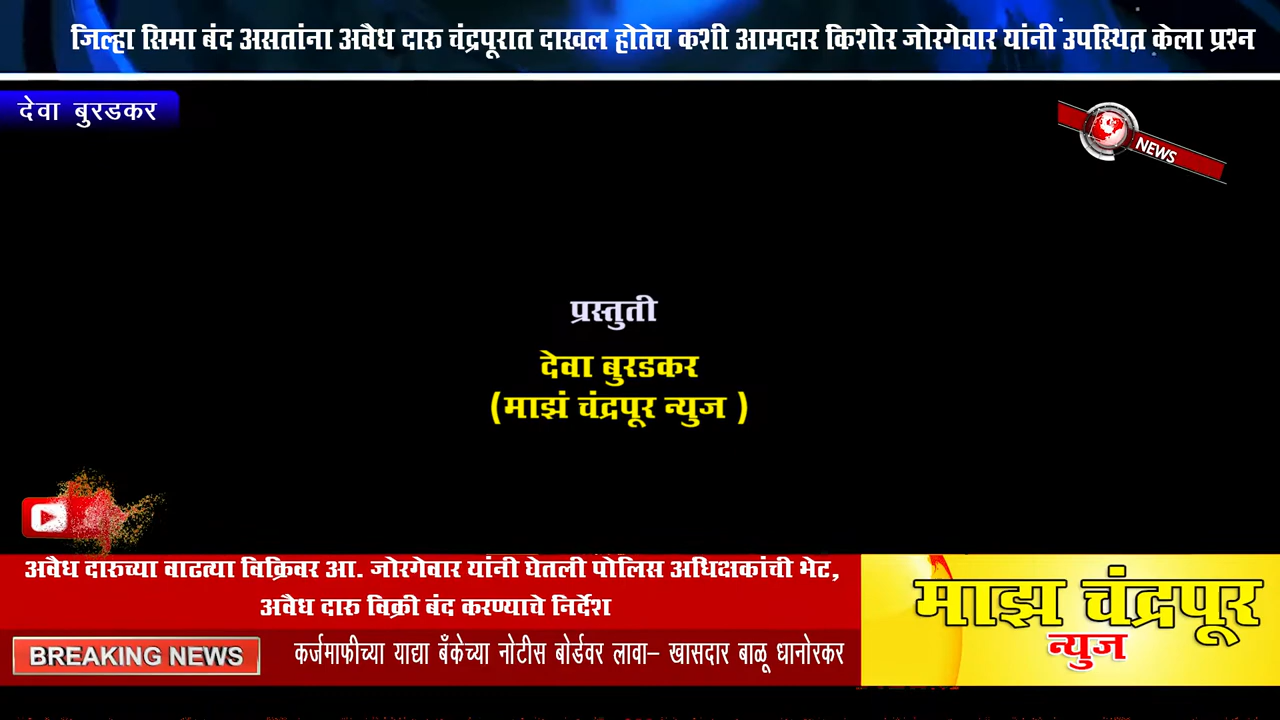 जिल्हा सिमा बंद असतांना अवैध दारू चंद्रपूरात दाखल होतेच कशी आमदार किशोर जोरगेवार यांनी उपस्थित केला प्रश्न
देवा बुरडकर
NEWS
प्रस्तुती
देवा बुरडकर
(माझं चंद्रपूर न्युज )
अवैध दारूच्या वाढत्या विक्रिवर आ. जोरगेवार यांनी घेतली पोलिस अधिक्षकांची भेट,
अवैध दारू विक्री बंद करण्याचे निर्देश
BREAKING NEWS
कर्जमाफीच्या याद्या बँकेच्या नोटीस बोर्डवर लावा– खासदार बाळू धानोरकर
माझं चंद्रपूर
न्युज